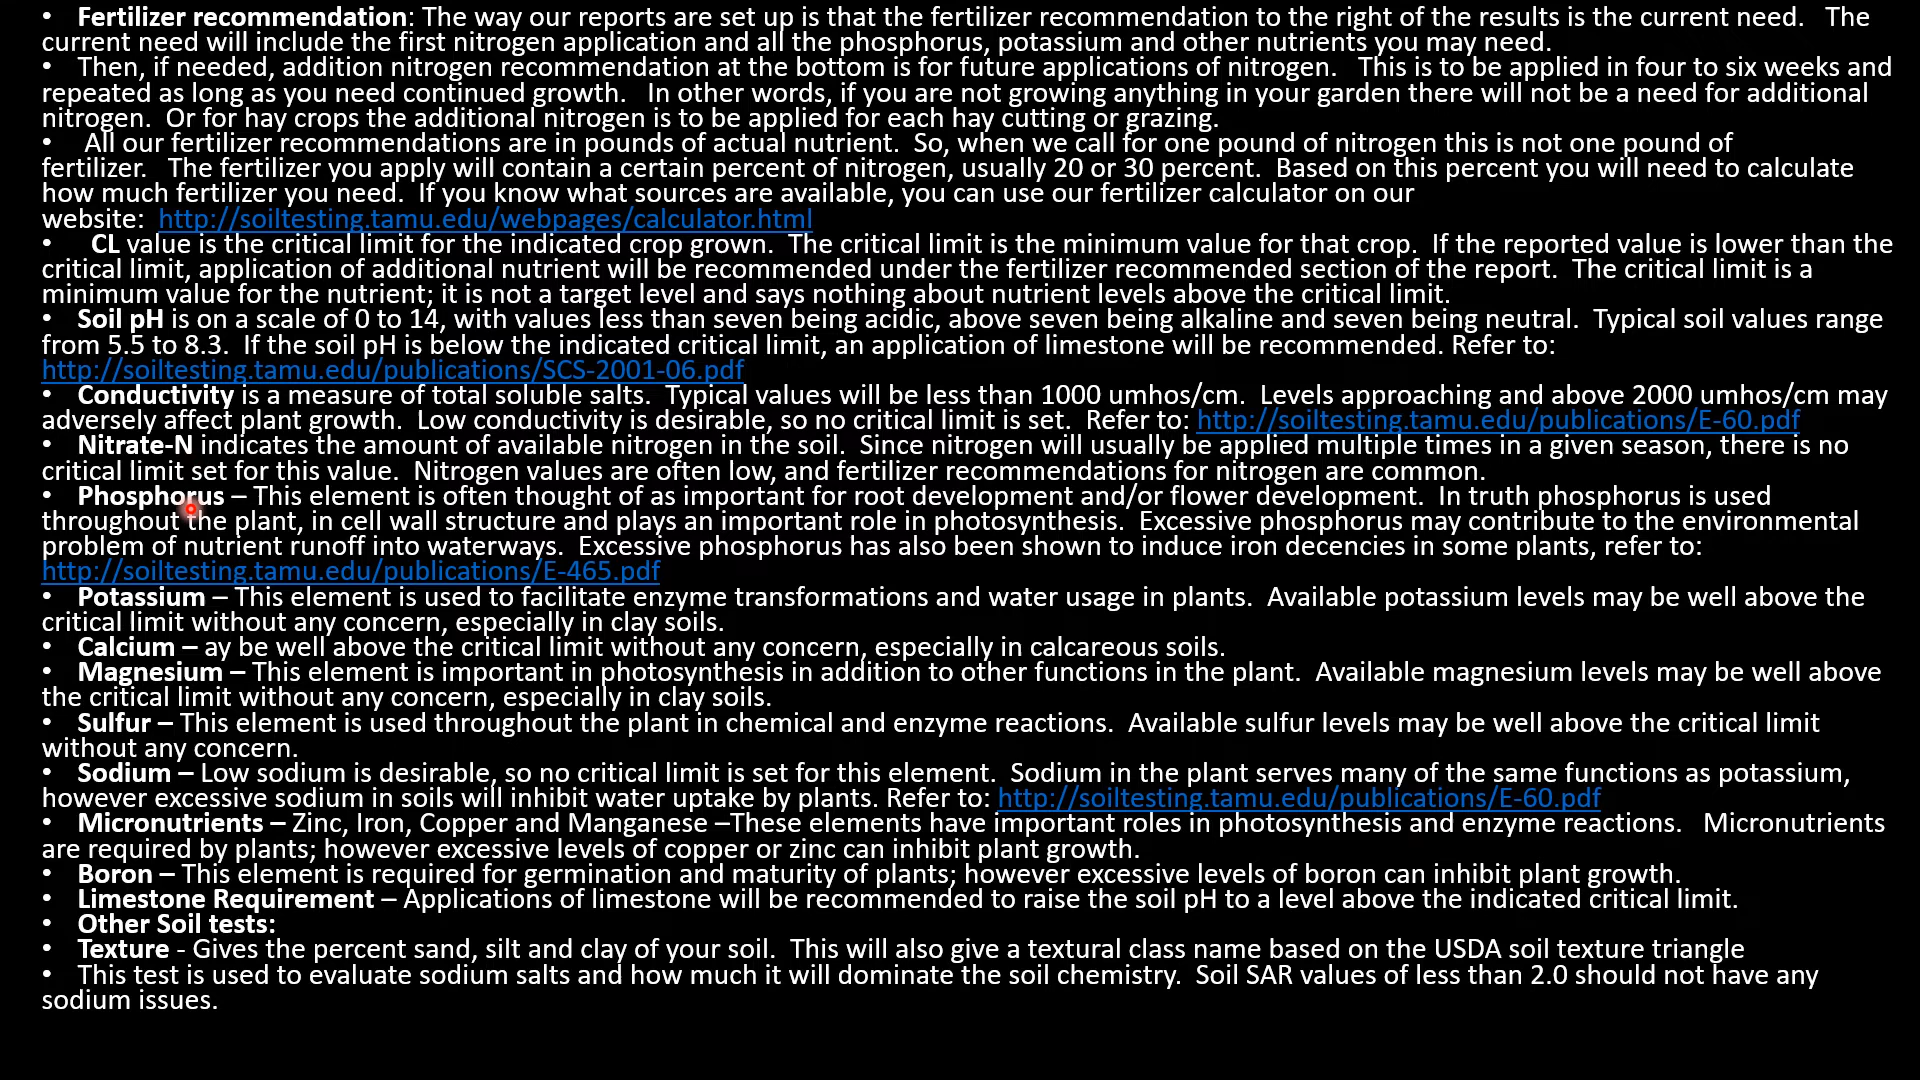 • Fertilizer recommendation: The way our reports are set up is that the fertilizer recommendation to the right of the results is the current need. The
current need will include the first nitrogen application and all the phosphorus, potassium and other nutrients you may need.
• Then, if needed, addition nitrogen recommendation at the bottom is for future applications of nitrogen. This is to be applied in four to six weeks and
repeated as long as you need continued growth. In other words, if you are not growing anything in your garden there will not be a need for additional
nitrogen. Or for hay crops the additional nitrogen is to be applied for each hay cutting or grazing.
• All our fertilizer recommendations are in pounds of actual nutrient. So, when we call for one pound of nitrogen this is not one pound of
fertilizer. The fertilizer you apply will contain a certain percent of nitrogen, usually 20 or 30 percent. Based on this percent you will need to calculate
how much fertilizer you need. If you know what sources are available, you can use our fertilizer calculator on our
website: http://soiltesting.tamu.edu/webpages/calculator.html
• CL value is the critical limit for the indicated crop grown. The critical limit is the minimum value for that crop. If the reported value is lower than the
critical limit, application of additional nutrient will be recommended under the fertilizer recommended section of the report. The critical limit is a
minimum value for the nutrient; it is not a target level and says nothing about nutrient levels above the critical limit.
• Soil pH is on a scale of 0 to 14, with values less than seven being acidic, above seven being alkaline and seven being neutral. Typical soil values range
from 5.5 to 8.3. If the soil pH is below the indicated critical limit, an application of limestone will be recommended. Refer to:
http://soiltesting.tamu.edu/publications/SCS-2001-06.pdf
• Conductivity is a measure of total soluble salts. Typical values will be less than 1000 umhos/cm. Levels approaching and above 2000 umhos/cm may
adversely affect plant growth. Low conductivity is desirable, so no critical limit is set. Refer to: http://soiltesting.tamu.edu/publications/E-60.pdf
• Nitrate-N indicates the amount of available nitrogen in the soil. Since nitrogen will usually be applied multiple times in a given season, there is no
critical limit set for this value. Nitrogen values are often low, and fertilizer recommendations for nitrogen are common.
• Phosphorus – This element is often thought of as important for root development and/or flower development. In truth phosphorus is used
throughout the plant, in cell wall structure and plays an important role in photosynthesis. Excessive phosphorus may contribute to the environmental
problem of nutrient runoff into waterways. Excessive phosphorus has also been shown to induce iron decencies in some plants, refer to:
http://soiltesting.tamu.edu/publications/E-465.pdf
• Potassium – This element is used to facilitate enzyme transformations and water usage in plants. Available potassium levels may be well above the
critical limit without any concern, especially in clay soils.
• Calcium – ay be well above the critical limit without any concern, especially in calcareous soils.
• Magnesium – This element is important in photosynthesis in addition to other functions in the plant. Available magnesium levels may be well above
the critical limit without any concern, especially in clay soils.
• Sulfur – This element is used throughout the plant in chemical and enzyme reactions. Available sulfur levels may be well above the critical limit
without any concern.
• Sodium – Low sodium is desirable, so no critical limit is set for this element. Sodium in the plant serves many of the same functions as potassium,
however excessive sodium in soils will inhibit water uptake by plants. Refer to: http://soiltesting.tamu.edu/publications/E-60.pdf
• Micronutrients – Zinc, Iron, Copper and Manganese –These elements have important roles in photosynthesis and enzyme reactions. Micronutrients
are required by plants; however excessive levels of copper or zinc can inhibit plant growth.
• Boron – This element is required for germination and maturity of plants; however excessive levels of boron can inhibit plant growth.
• Limestone Requirement – Applications of limestone will be recommended to raise the soil pH to a level above the indicated critical limit.
• Other Soil tests:
• Texture - Gives the percent sand, silt and clay of your soil. This will also give a textural class name based on the USDA soil texture triangle
• This test is used to evaluate sodium salts and how much it will dominate the soil chemistry. Soil SAR values of less than 2.0 should not have any
sodium issues.